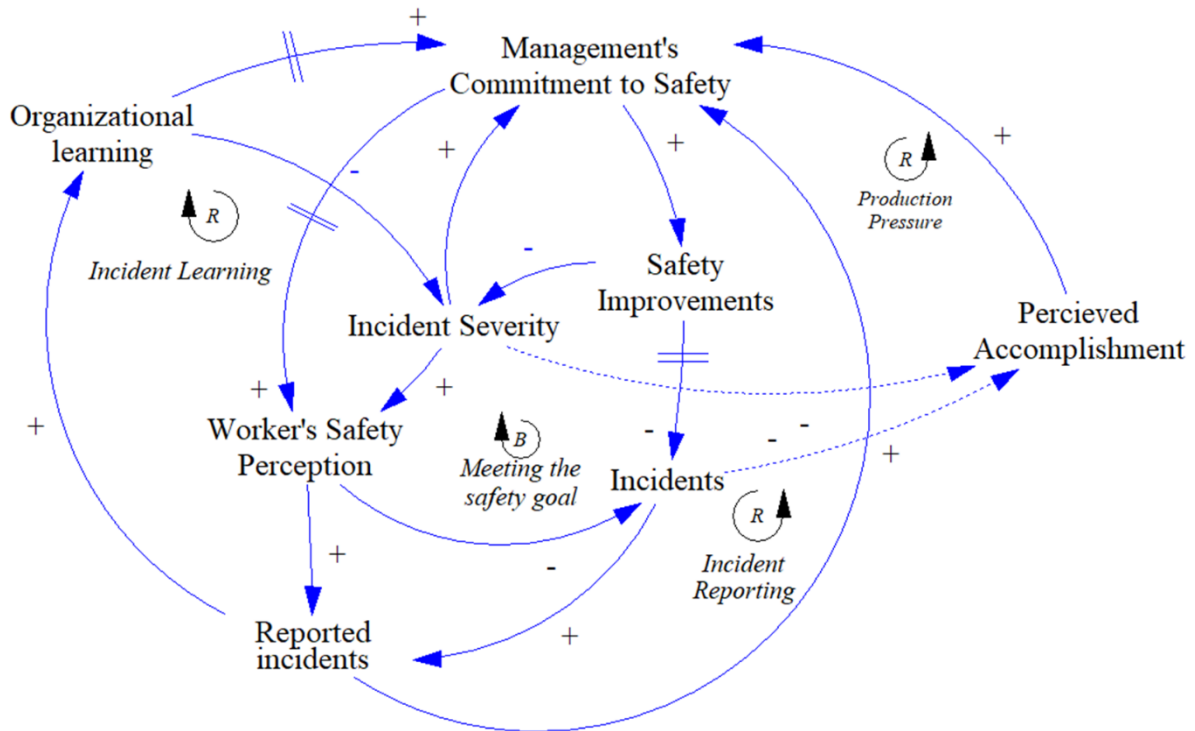 +
Management's
Commitment to Safety
Organizational
learning
+
+
+
-
R
Production
Pressure
R
Incident Learning
-
Safety
Improvements
Incident Severity
Percieved
Accomplishment
+
+
Worker's Safety
Perception
+
B
Meeting the
safety goal
-
-
-
+
Incidents
R
Incident
Reporting
+
-
+
Reported
incidents